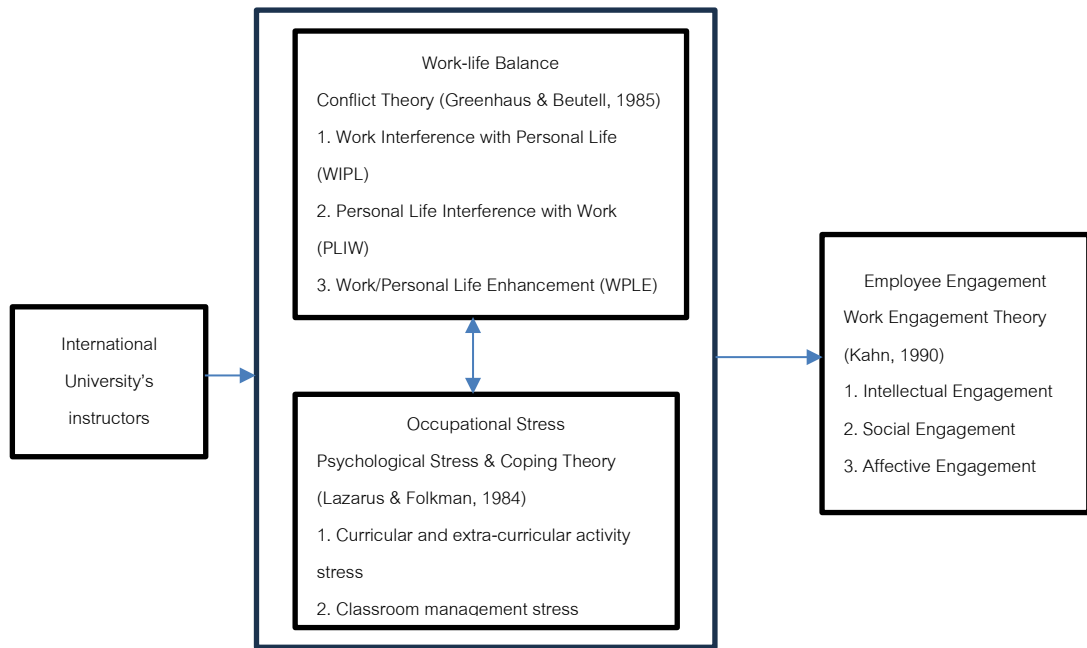 Work-life Balance
Conflict Theory (Greenhaus & Beutell, 1985)
1. Work Interference with Personal Life
(WIPL)
2. Personal Life Interference with Work
(PLIW)
3. Work/Personal Life Enhancement (WPLE)
International
University’s
instructors
Occupational Stress
Psychological Stress & Coping Theory
(Lazarus & Folkman, 1984)
1. Curricular and extra-curricular activity
stress
2. Classroom management stress
Employee Engagement
Work Engagement Theory
(Kahn, 1990)
1. Intellectual Engagement
2. Social Engagement
3. Affective Engagement